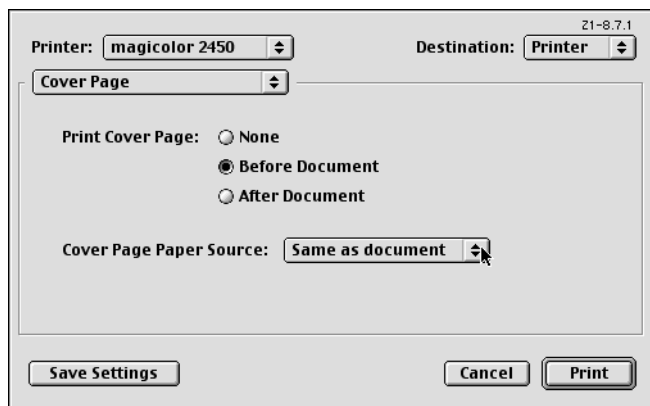 Z1-8.7.1
Printer: magicolor 2450 Destination: Printer
Cover Page
Print Cover Page: None
Before Document
After Document
Cover Page Paper Source: Same as document
Save Settings Cancel Print